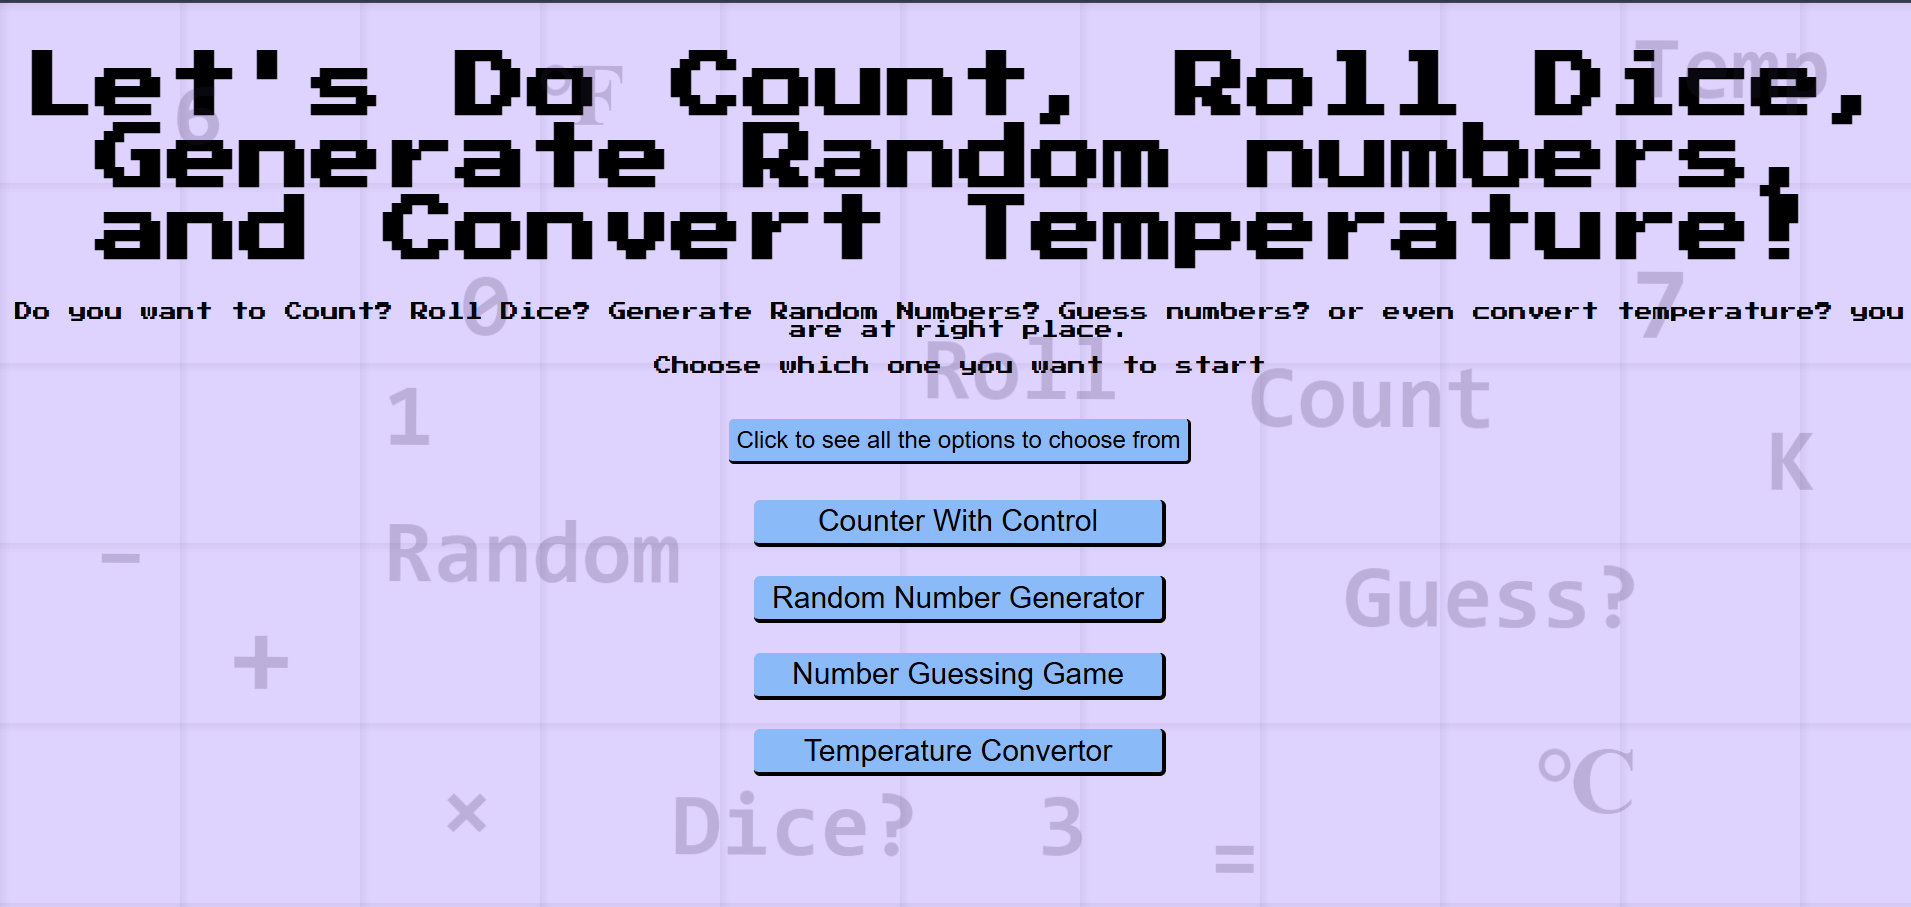 Let's Do Count, Roll Dice,
Generate Random numbers,
and Convert Temperature!
Do you want to Count? Roll Dice? Generate Random Numbers? Guess numbers? or even convert temperature? you
are at right place.
Choose which one you want to start
Click to see all the options to choose from
Counter With Control
Random Number Generator
Number Guessing Game
Temperature Convertor
Temp
°F
6
0
7
Roll
Count
1
K
Random
-
Guess?
+
°C
×
Dice?
3
=